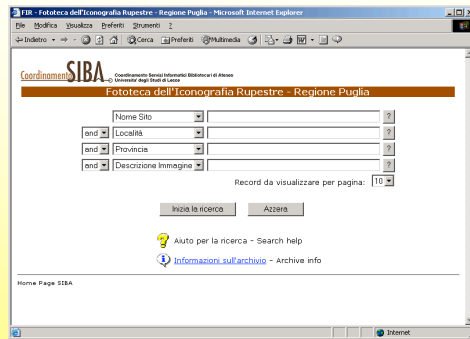 FIR - Fototeca dell'Iconografia Rupestre - Regione Puglia - Microsoft Internet Explorer
File Modifica Visualizza Preferiti Strumenti ?
Indietro Cerca Preferiti Multimedia
Coordinamento SIBA Coordinamento Servizi Informatici Bibliotecari di Ateneo
Universita' degli Studi di Lecce
Fototeca dell'Iconografia Rupestre - Regione Puglia
Nome Sito ?
and Località ?
and Provincia ?
and Descrizione Immagine ?
Record da visualizzare per pagina: 10
Inizia la ricerca Azzera
Aiuto per la ricerca - Search help
Informazioni sull'archivio - Archive info
Home Page SIBA
Internet